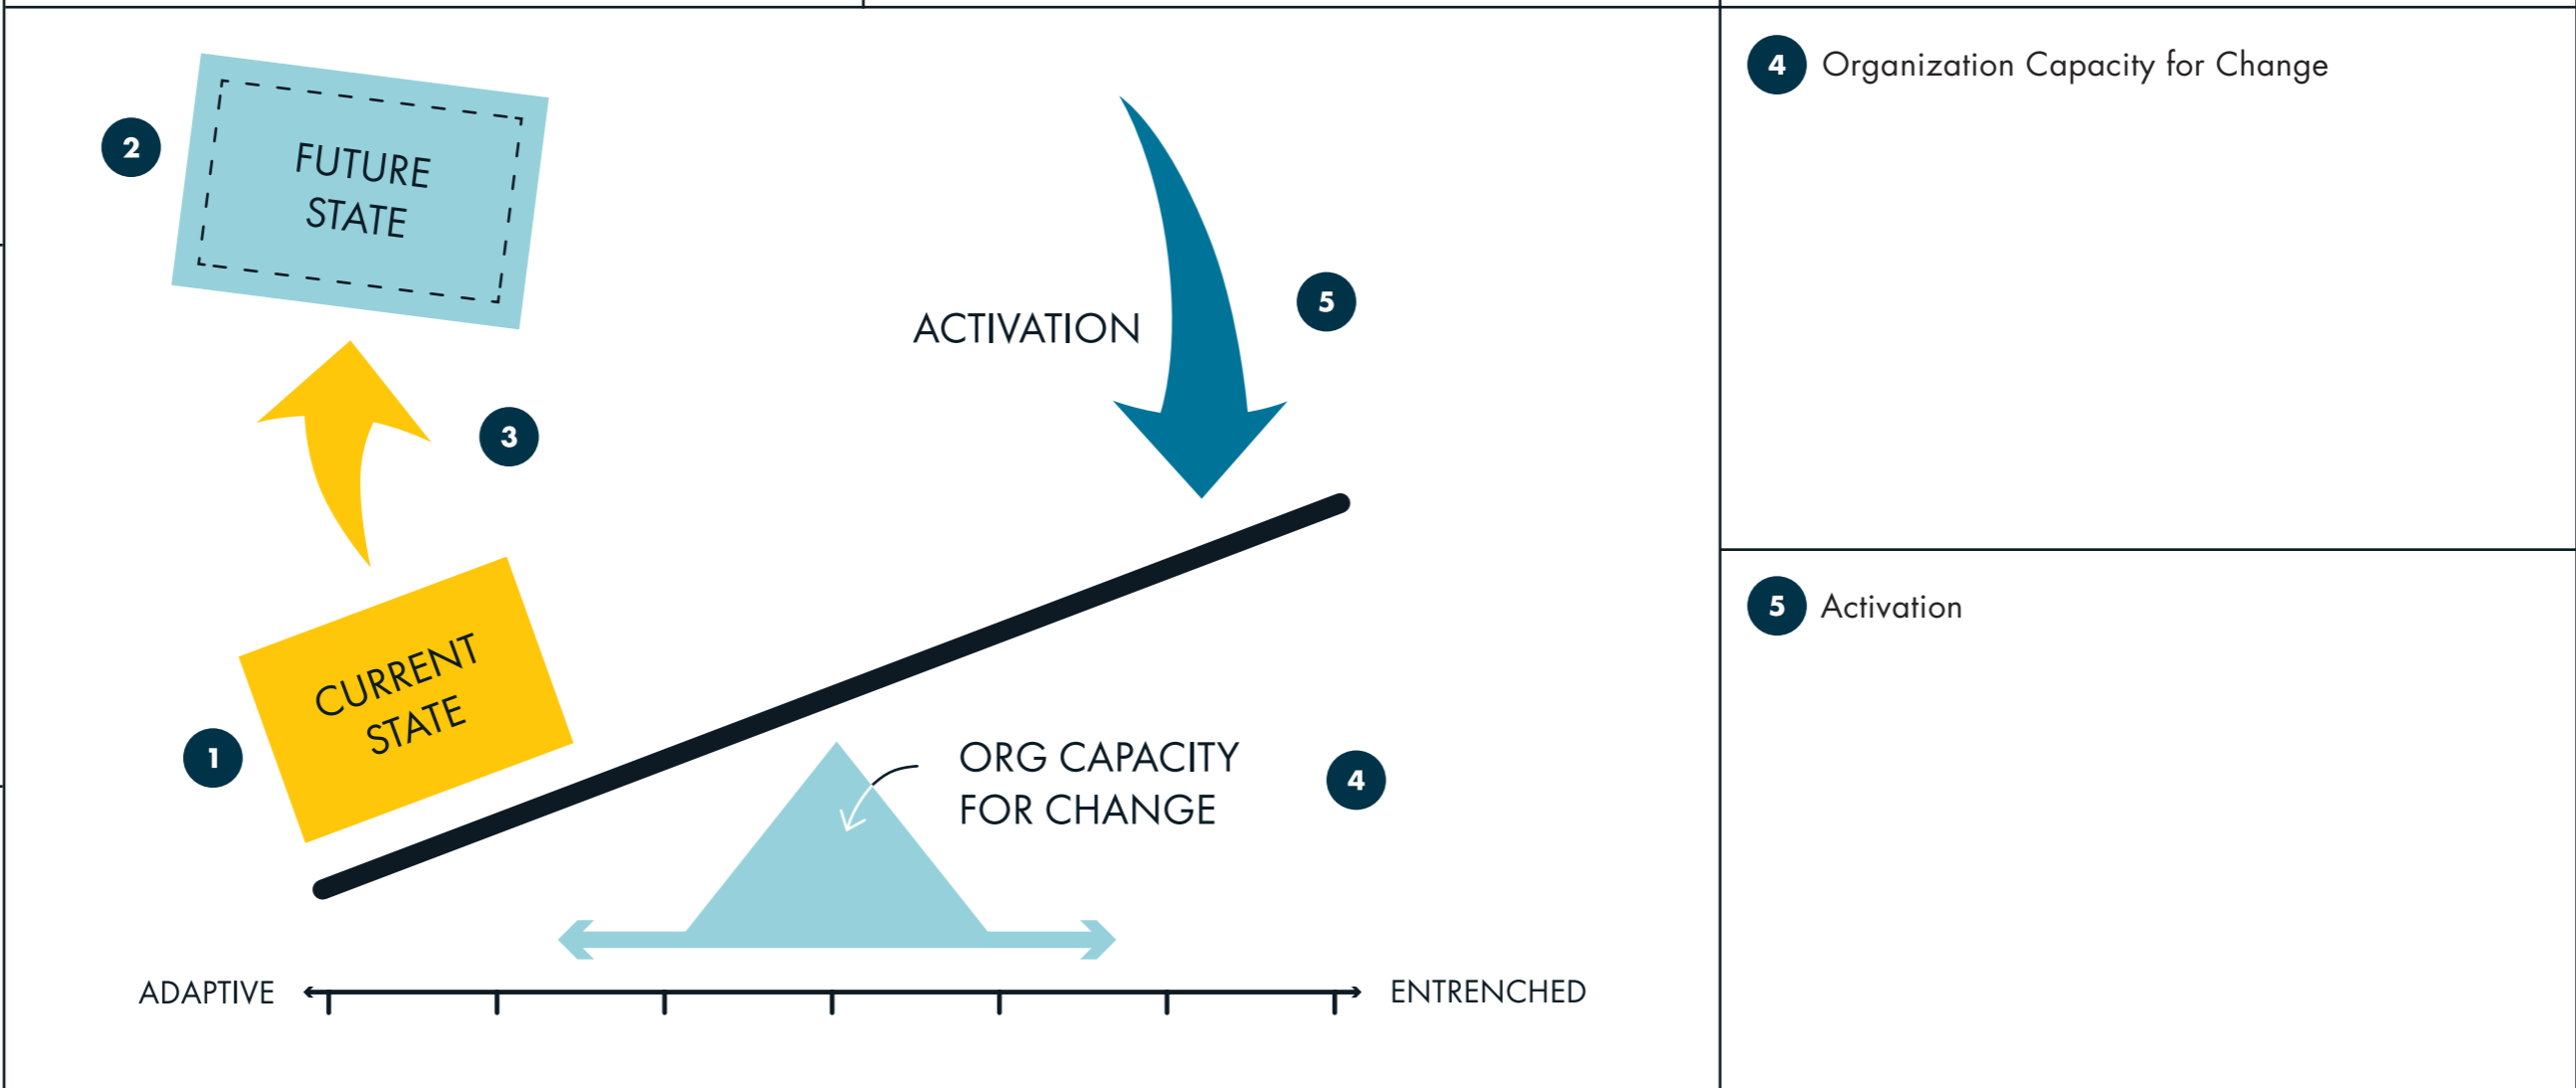 2
FUTURE
STATE
3
1
CURRENT
STATE
ACTIVATION
5
ORG CAPACITY
FOR CHANGE
4
ADAPTIVE
ENTRENCHED
4 Organization Capacity for Change
5 Activation